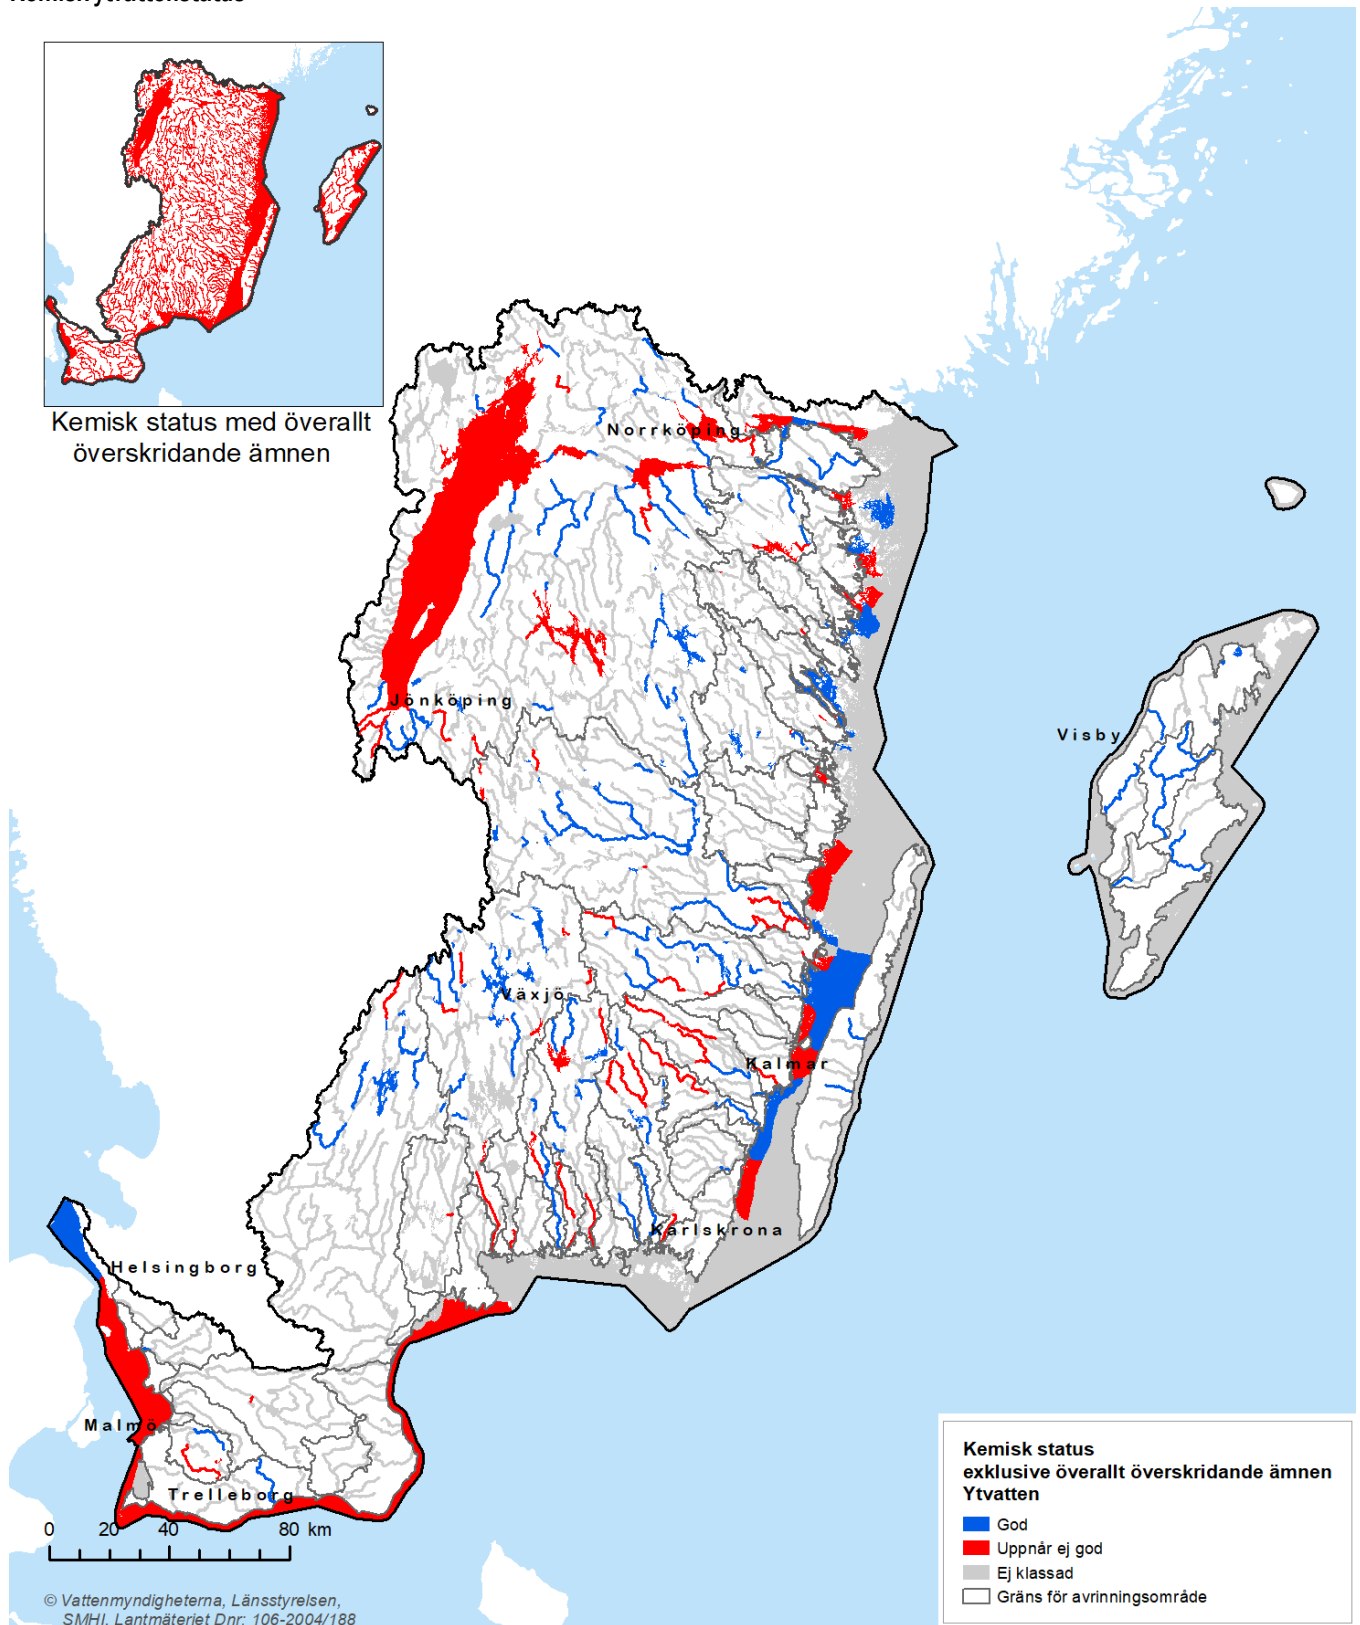 Kemisk ytvattenstatus
Kemisk status med överallt
överskridande ämnen
Norrköping
Jönköping
Visby
Växjö
Kalmar
Karlskrona
Helsingborg
Malmö
Trelleborg
0 20 40 80 km
© Vattenmyndigheterna, Länsstyrelsen,
SMHI, Lantmäteriet Dnr: 106-2004/188
Kemisk status
exklusive överallt överskridande ämnen
Ytvatten
God
Uppnår ej god
Ej klassad
Gräns för avrinningsområde